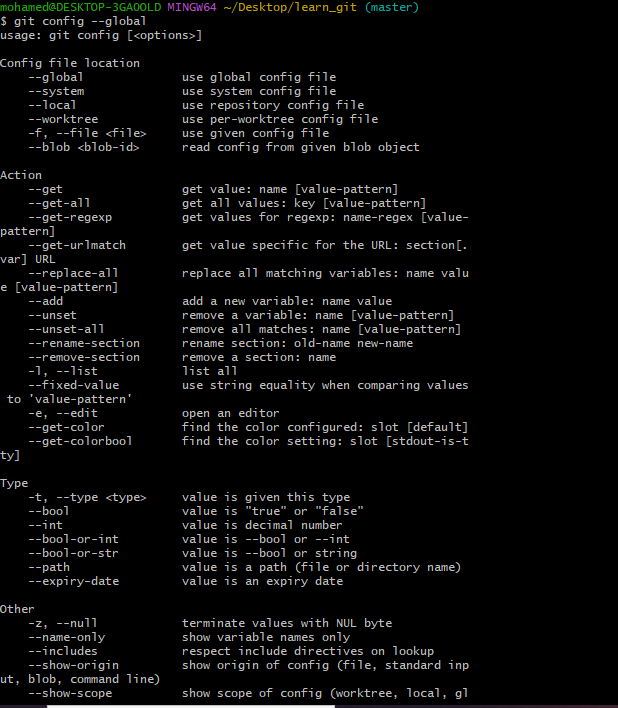 mohamed@DESKTOP-3GAOOLD MINGW64 ~/Desktop/learn_git (master)
$ git config --global
usage: git config [<options>]

Config file location
    --global              use global config file
    --system              use system config file
    --local               use repository config file
    --worktree            use per-worktree config file
    -f, --file <file>     use given config file
    --blob <blob-id>      read config from given blob object

Action
    --get                 get value: name [value-pattern]
    --get-all             get all values: key [value-pattern]
    --get-regexp          get values for regexp: name-regex [value-
pattern]
    --get-urlmatch        get value specific for the URL: section[.
var] URL
    --replace-all         replace all matching variables: name valu
e [value-pattern]
    --add                 add a new variable: name value
    --unset               remove a variable: name [value-pattern]
    --unset-all           remove all matches: name [value-pattern]
    --rename-section      rename section: old-name new-name
    --remove-section      remove a section: name
    -l, --list            list all
    --fixed-value         use string equality when comparing values
 to 'value-pattern'
    -e, --edit            open an editor
    --get-color           find the color configured: slot [default]
    --get-colorbool       find the color setting: slot [stdout-is-t
ty]

Type
    -t, --type <type>     value is given this type
    --bool                value is "true" or "false"
    --int                 value is decimal number
    --bool-or-int         value is --bool or --int
    --bool-or-str         value is --bool or string
    --path                value is a path (file or directory name)
    --expiry-date         value is an expiry date

Other
    -z, --null            terminate values with NUL byte
    --name-only           show variable names only
    --includes            respect include directives on lookup
    --show-origin         show origin of config (file, standard inp
ut, blob, command line)
    --show-scope          show scope of config (worktree, local, gl